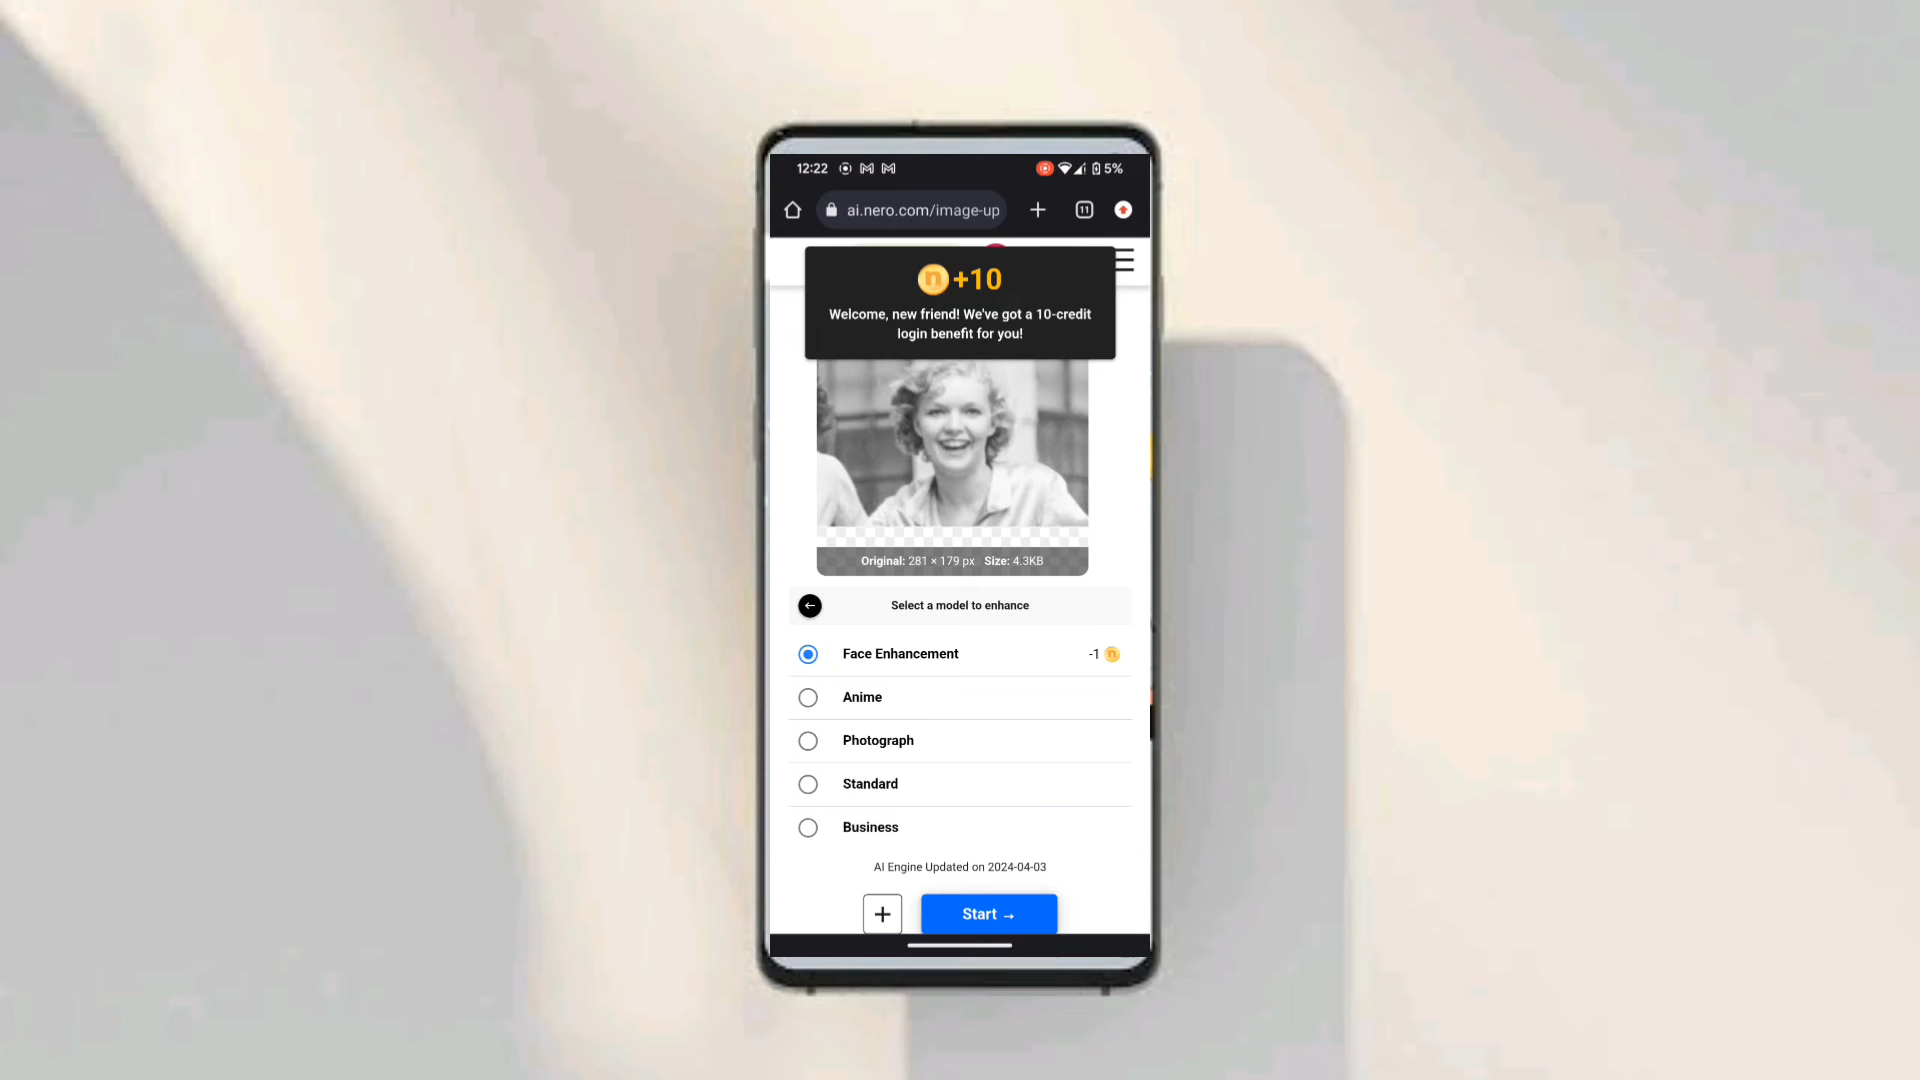 12:22 5%
ai.nero.com/image-up 11
n +10
Welcome, new friend! We've got a 10-credit
login benefit for you!
Original: 281 × 179 px Size: 4.3KB
Select a model to enhance
Face Enhancement -1 n
Anime
Photograph
Standard
Business
AI Engine Updated on 2024-04-03
+ Start →